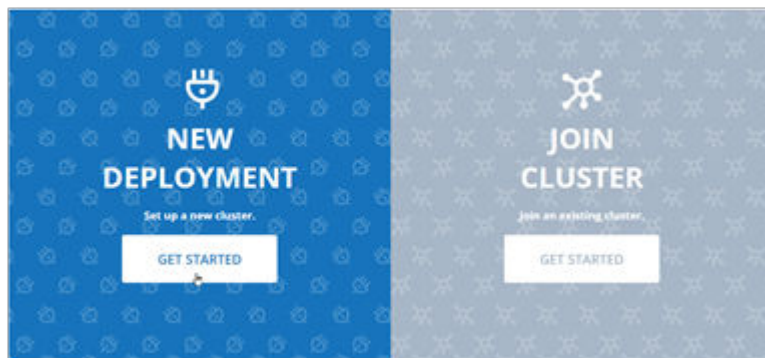 NEW
DEPLOYMENT
Set up a new cluster.
GET STARTED
JOIN
CLUSTER
Join an existing cluster.
GET STARTED